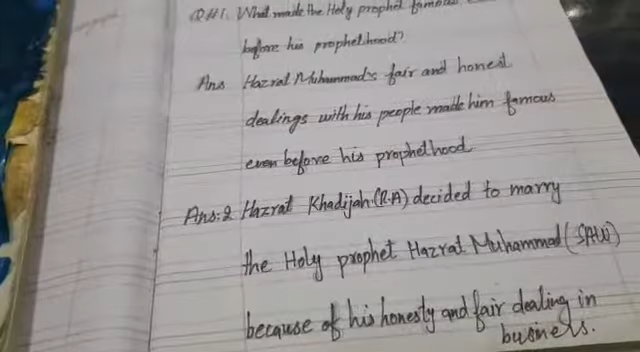 Q#1. What made the Holy prophet famous
before his prophethood?
Ans Hazrat Muhammad's fair and honest
dealings with his people made him famous
even before his prophethood
Ans:2 Hazrat Khadijah (R.A) decided to marry
the Holy prophet Hazrat Muhammad (SAW)
because of his honesty and fair dealing in
business.